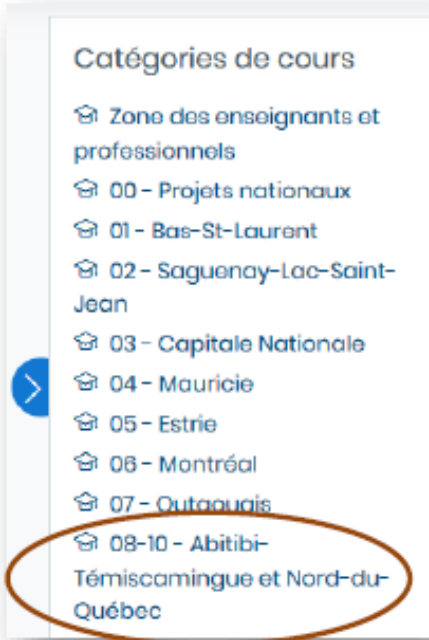 Catégories de cours
Zone des enseignants et
professionnels
00 - Projets nationaux
01 - Bas-St-Laurent
02 - Saguenay-Lac-Saint-
Jean
03 - Capitale Nationale
04 - Mauricie
05 - Estrie
06 - Montréal
07 - Outaouais
08-10 - Abitibi-
Témiscamingue et Nord-du-
Québec